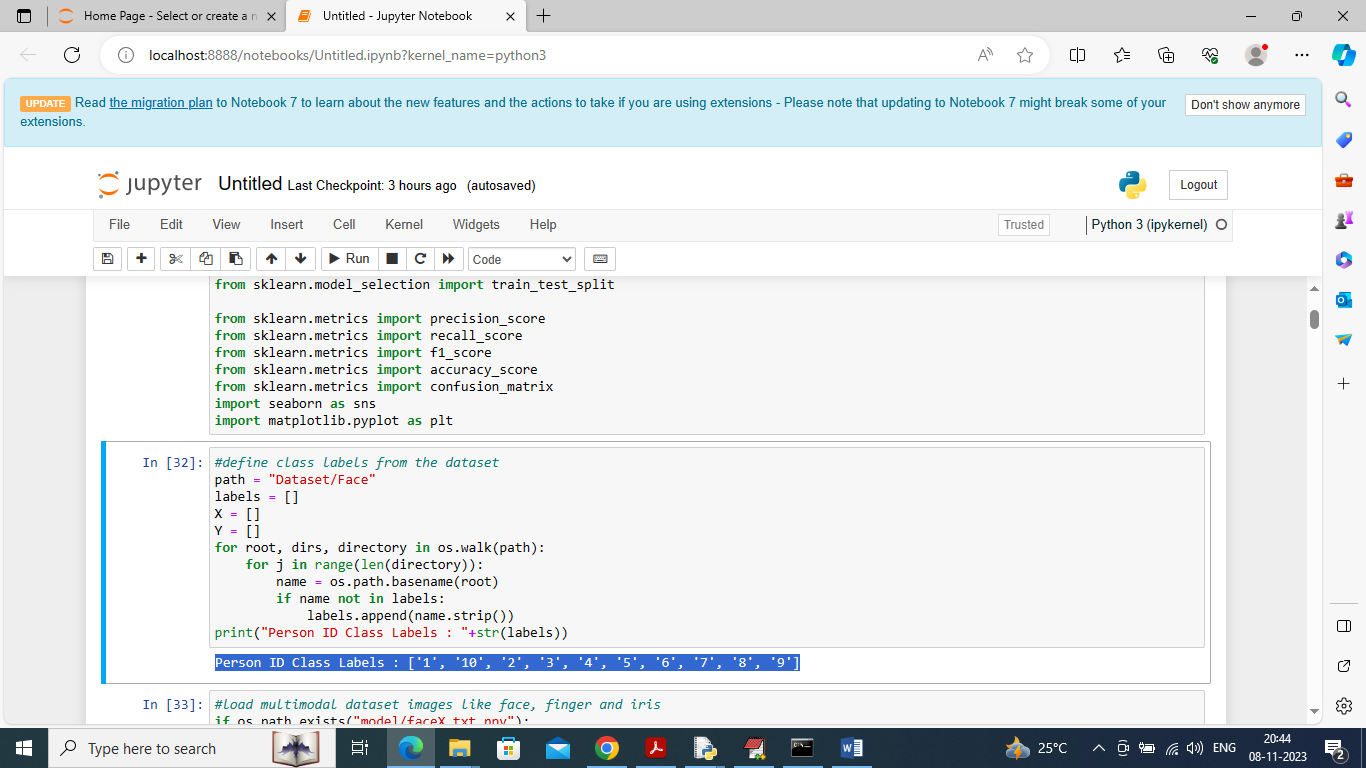 Home Page - Select or create a n
Untitled - Jupyter Notebook
localhost:8888/notebooks/Untitled.ipynb?kernel_name=python3
UPDATE Read the migration plan to Notebook 7 to learn about the new features and the actions to take if you are using extensions - Please note that updating to Notebook 7 might break some of your
extensions.
Don't show anymore
jupyter Untitled Last Checkpoint: 3 hours ago (autosaved)
Logout
File Edit View Insert Cell Kernel Widgets Help
Trusted
Python 3 (ipykernel)
Run
Code
from sklearn.model_selection import train_test_split
from sklearn.metrics import precision_score
from sklearn.metrics import recall_score
from sklearn.metrics import f1_score
from sklearn.metrics import accuracy_score
from sklearn.metrics import confusion_matrix
import seaborn as sns
import matplotlib.pyplot as plt
In [32]: #define class labels from the dataset
path = "Dataset/Face"
labels = []
X = []
Y = []
for root, dirs, directory in os.walk(path):
    for j in range(len(directory)):
        name = os.path.basename(root)
        if name not in labels:
            labels.append(name.strip())
print("Person ID Class Labels : "+str(labels))
Person ID Class Labels : ['1', '10', '2', '3', '4', '5', '6', '7', '8', '9']
In [33]: #load multimodal dataset images like face, finger and iris
if os.path.exists("model/faceX.txt.npy"):
Type here to search
25°C
ENG
20:44
08-11-2023
2